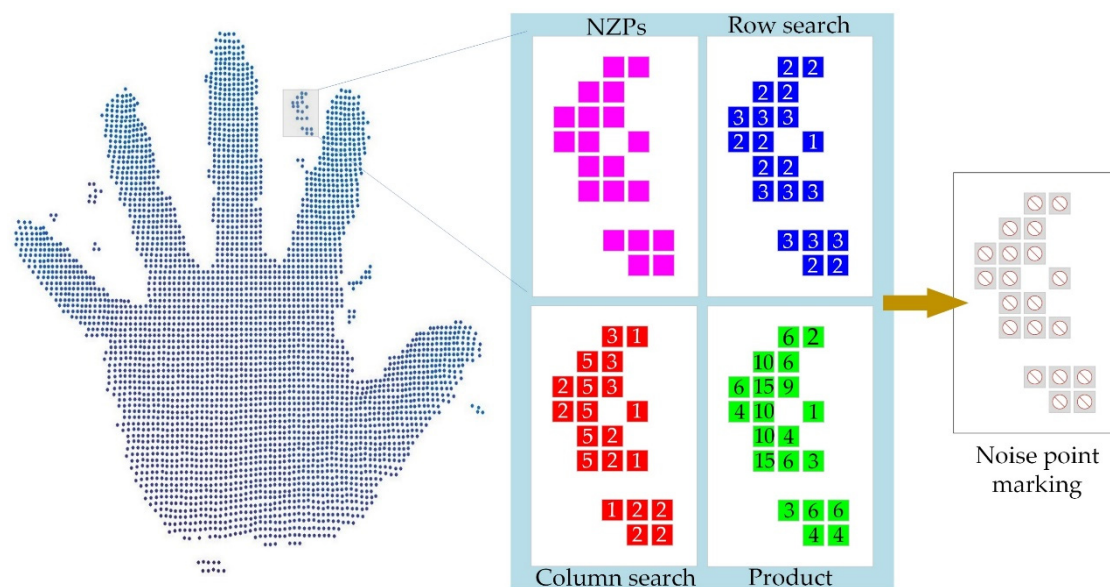 NZPs
Row search
2 2
2 2
3 3 3
2 2 1
2 2
3 3 3
3 3 3
2 2
3 1
5 3
2 5 3
2 5 1
5 2
5 2 1
1 2 2
2 2
6 2
10 6
6 15 9
4 10 1
10 4
15 6 3
3 6 6
4 4
Column search
Product
Noise point
marking